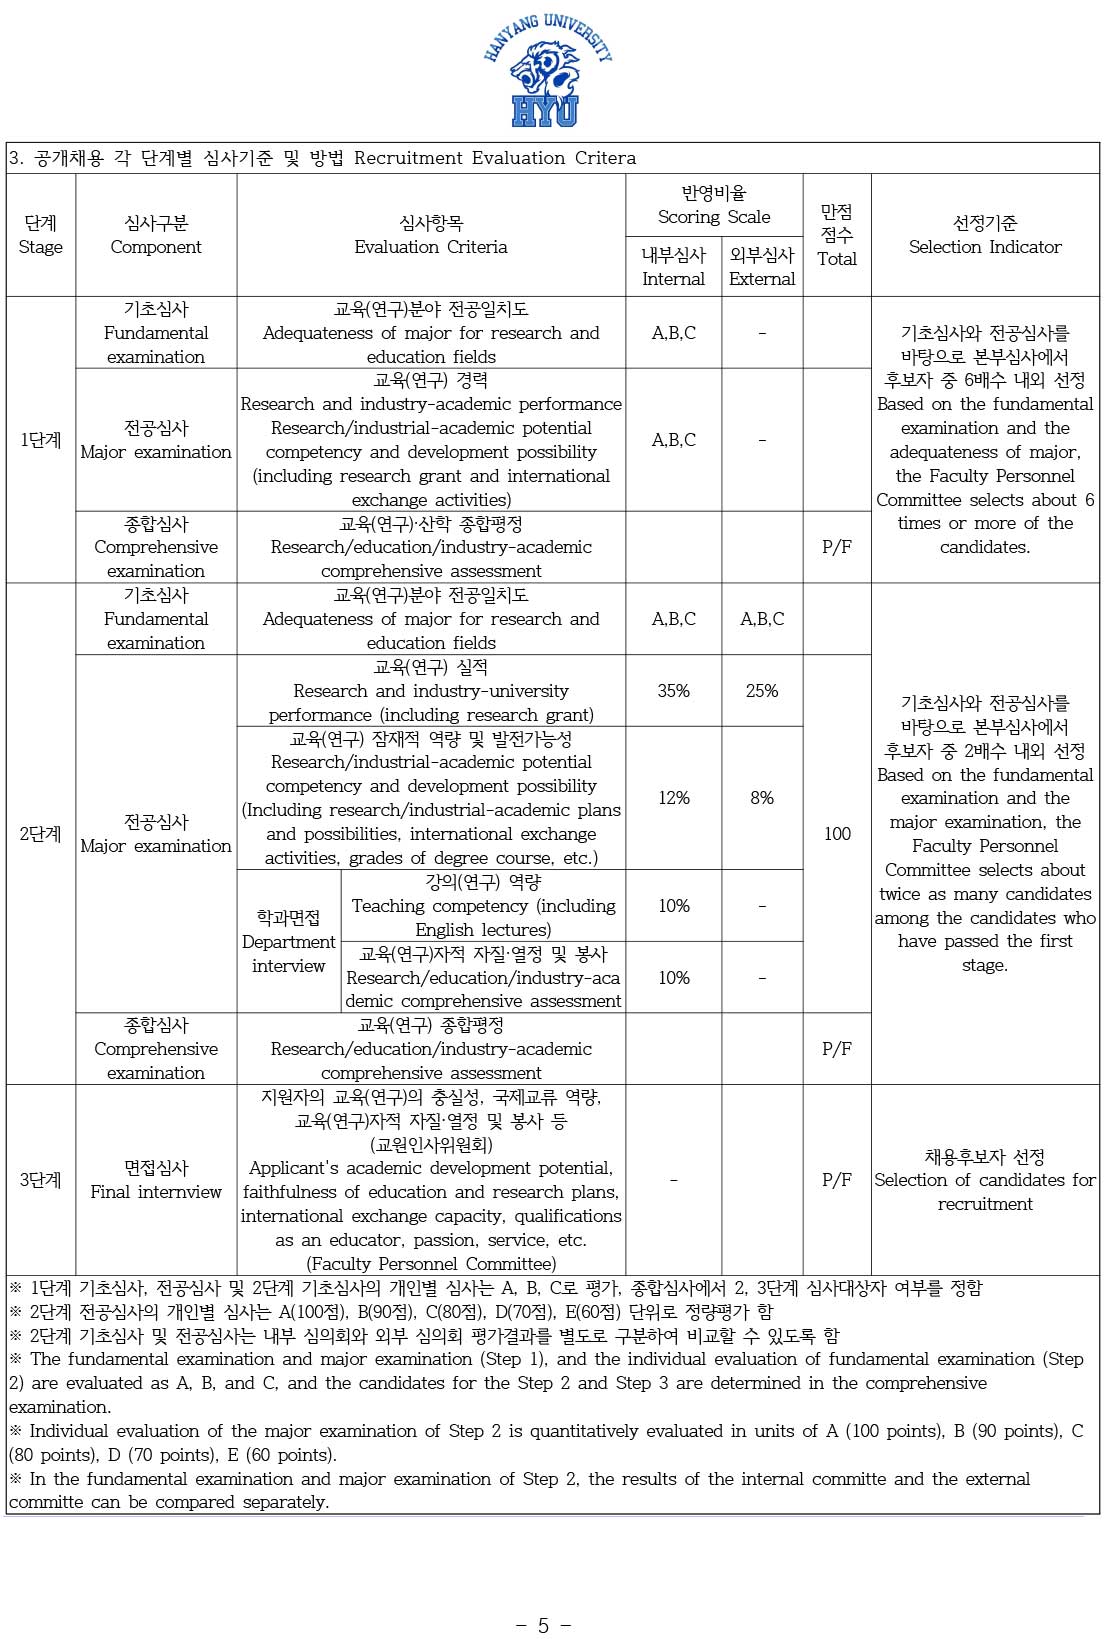 HANYANG UNIVERSITY
HYU
3. 공개채용 각 단계별 심사기준 및 방법 Recruitment Evaluation Critera
단계
Stage
심사구분
Component
심사항목
Evaluation Criteria
반영비율
Scoring Scale
내부심사
Internal
외부심사
External
만점
점수
Total
선정기준
Selection Indicator
1단계
기초심사
Fundamental
examination
교육(연구)분야 전공일치도
Adequateness of major for research and
education fields
A,B,C
-
전공심사
Major examination
교육(연구) 경력
Research and industry-academic performance
Research/industrial-academic potential
competency and development possibility
(including research grant and international
exchange activities)
A,B,C
-
종합심사
Comprehensive
examination
교육(연구)·산학 종합평정
Research/education/industry-academic
comprehensive assessment
P/F
기초심사와 전공심사를
바탕으로 본부심사에서
후보자 중 6배수 내외 선정
Based on the fundamental
examination and the
adequateness of major,
the Faculty Personnel
Committee selects about 6
times or more of the
candidates.
2단계
기초심사
Fundamental
examination
교육(연구)분야 전공일치도
Adequateness of major for research and
education fields
A,B,C
A,B,C
전공심사
Major examination
교육(연구) 실적
Research and industry-university
performance (including research grant)
35%
25%
교육(연구) 잠재적 역량 및 발전가능성
Research/industrial-academic potential
competency and development possibility
(Including research/industrial-academic plans
and possibilities, international exchange
activities, grades of degree course, etc.)
12%
8%
학과면접
Department
interview
강의(연구) 역량
Teaching competency (including
English lectures)
10%
-
교육(연구)자적 자질·열정 및 봉사
Research/education/industry-aca
demic comprehensive assessment
10%
-
100
종합심사
Comprehensive
examination
교육(연구) 종합평정
Research/education/industry-academic
comprehensive assessment
P/F
기초심사와 전공심사를
바탕으로 본부심사에서
후보자 중 2배수 내외 선정
Based on the fundamental
examination and the
major examination, the
Faculty Personnel
Committee selects about
twice as many candidates
among the candidates who
have passed the first
stage.
3단계
면접심사
Final internview
지원자의 교육(연구)의 충실성, 국제교류 역량,
교육(연구)자적 자질·열정 및 봉사 등
(교원인사위원회)
Applicant's academic development potential,
faithfulness of education and research plans,
international exchange capacity, qualifications
as an educator, passion, service, etc.
(Faculty Personnel Committee)
-
P/F
채용후보자 선정
Selection of candidates for
recruitment
※ 1단계 기초심사, 전공심사 및 2단계 기초심사의 개인별 심사는 A, B, C로 평가, 종합심사에서 2, 3단계 심사대상자 여부를 정함
※ 2단계 전공심사의 개인별 심사는 A(100점), B(90점), C(80점), D(70점), E(60점) 단위로 정량평가 함
※ 2단계 기초심사 및 전공심사는 내부 심의회와 외부 심의회 평가결과를 별도로 구분하여 비교할 수 있도록 함
※ The fundamental examination and major examination (Step 1), and the individual evaluation of fundamental examination (Step
2) are evaluated as A, B, and C, and the candidates for the Step 2 and Step 3 are determined in the comprehensive
examination.
※ Individual evaluation of the major examination of Step 2 is quantitatively evaluated in units of A (100 points), B (90 points), C
(80 points), D (70 points), E (60 points).
※ In the fundamental examination and major examination of Step 2, the results of the internal committe and the external
committe can be compared separately.
- 5 -